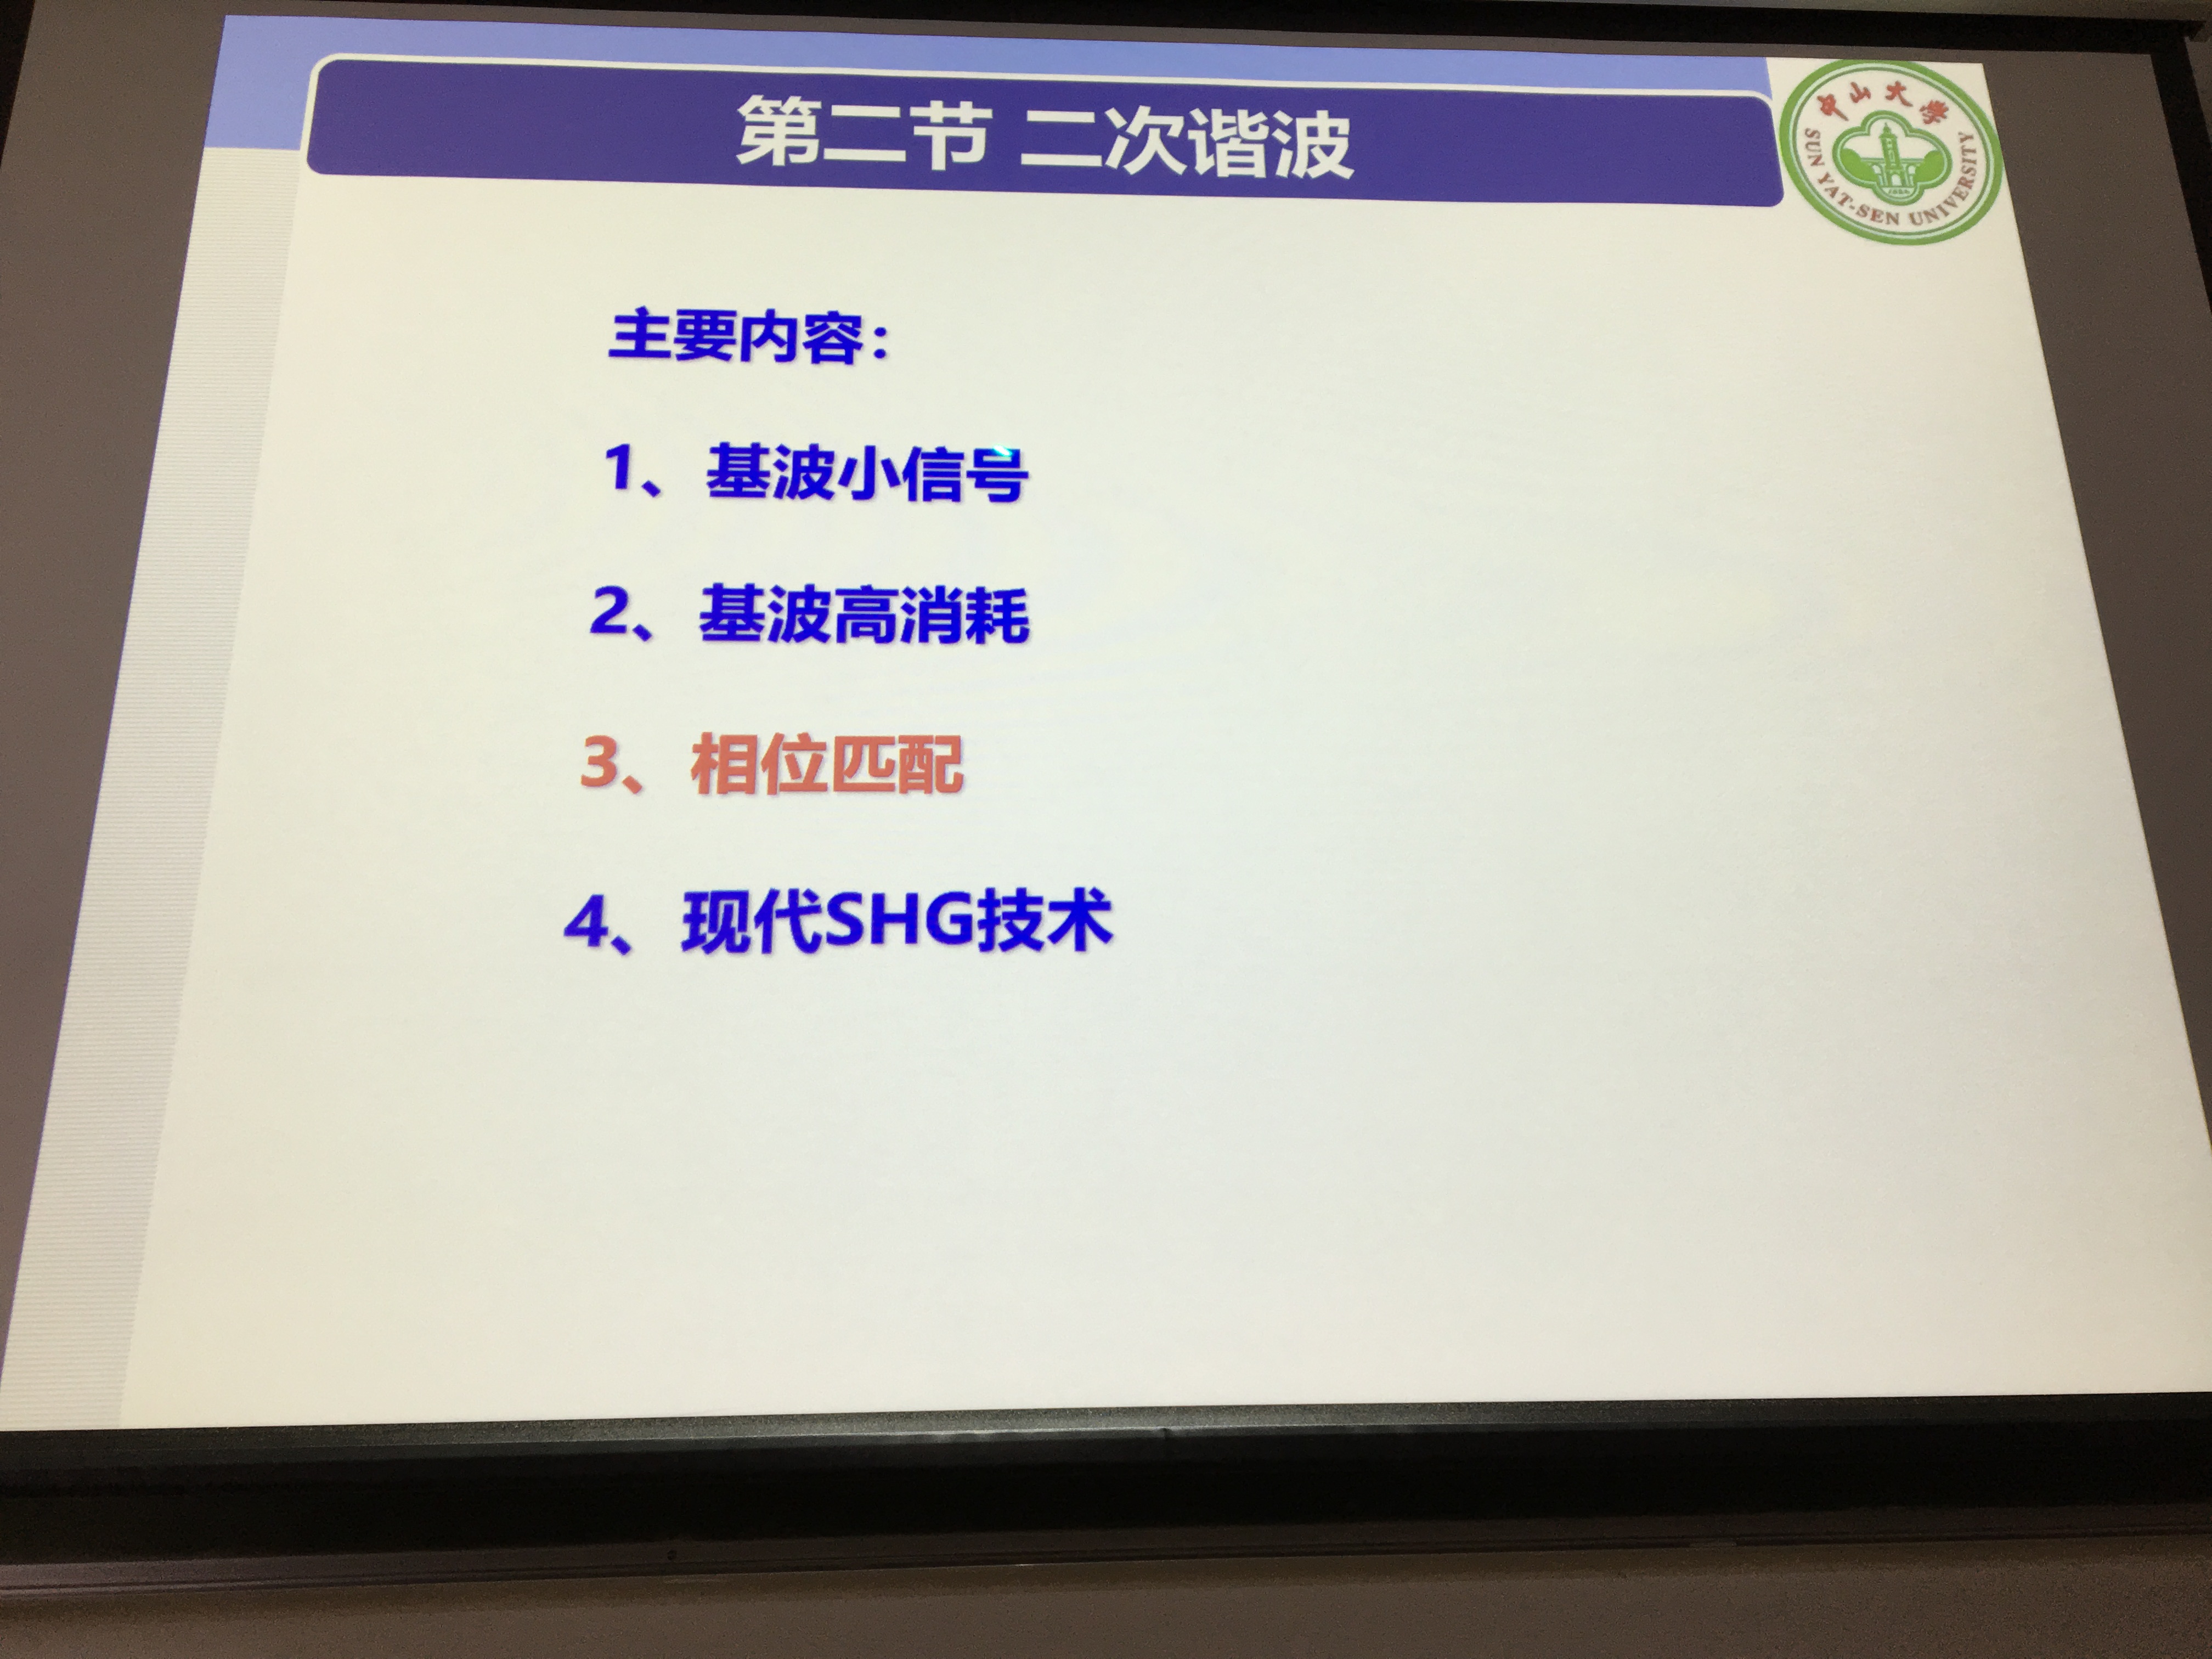 第二节 二次谐波
中山大学
SUN YAT-SEN UNIVERSITY
1924
主要内容：
1、基波小信号
2、基波高消耗
3、相位匹配
4、现代SHG技术